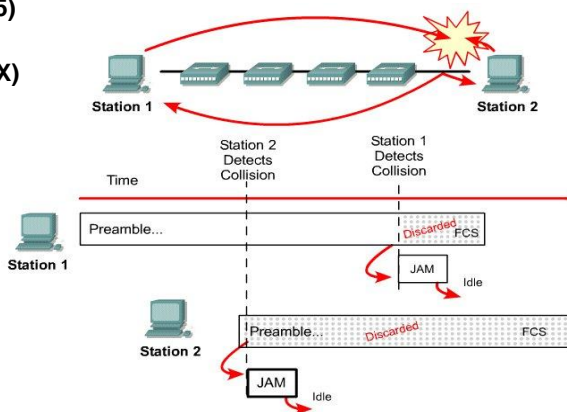 5)
X)
Station 1
Station 2
Station 2
Detects
Collision
Station 1
Detects
Collision
Time
Preamble...
Discarded
FCS
Station 1
JAM
Idle
Preamble...
Discarded
FCS
Station 2
JAM
Idle